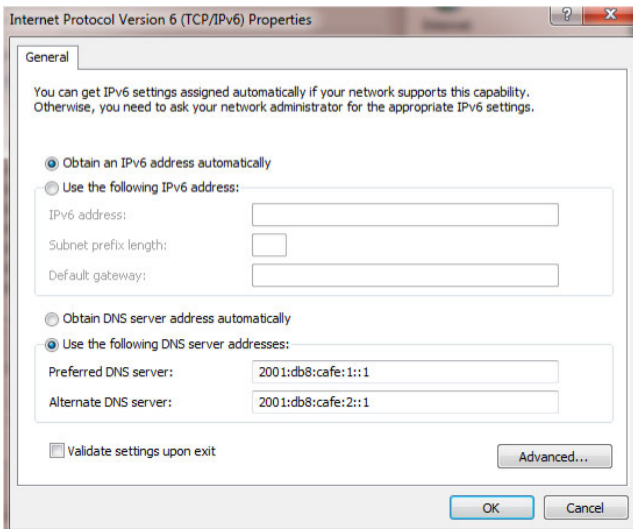 Internet Protocol Version 6 (TCP/IPv6) Properties
General
You can get IPv6 settings assigned automatically if your network supports this capability.
Otherwise, you need to ask your network administrator for the appropriate IPv6 settings.
Obtain an IPv6 address automatically
Use the following IPv6 address:
IPv6 address:
Subnet prefix length:
Default gateway:
Obtain DNS server address automatically
Use the following DNS server addresses:
Preferred DNS server: 2001:db8:cafe:1::1
Alternate DNS server: 2001:db8:cafe:2::1
Validate settings upon exit
Advanced...
OK Cancel